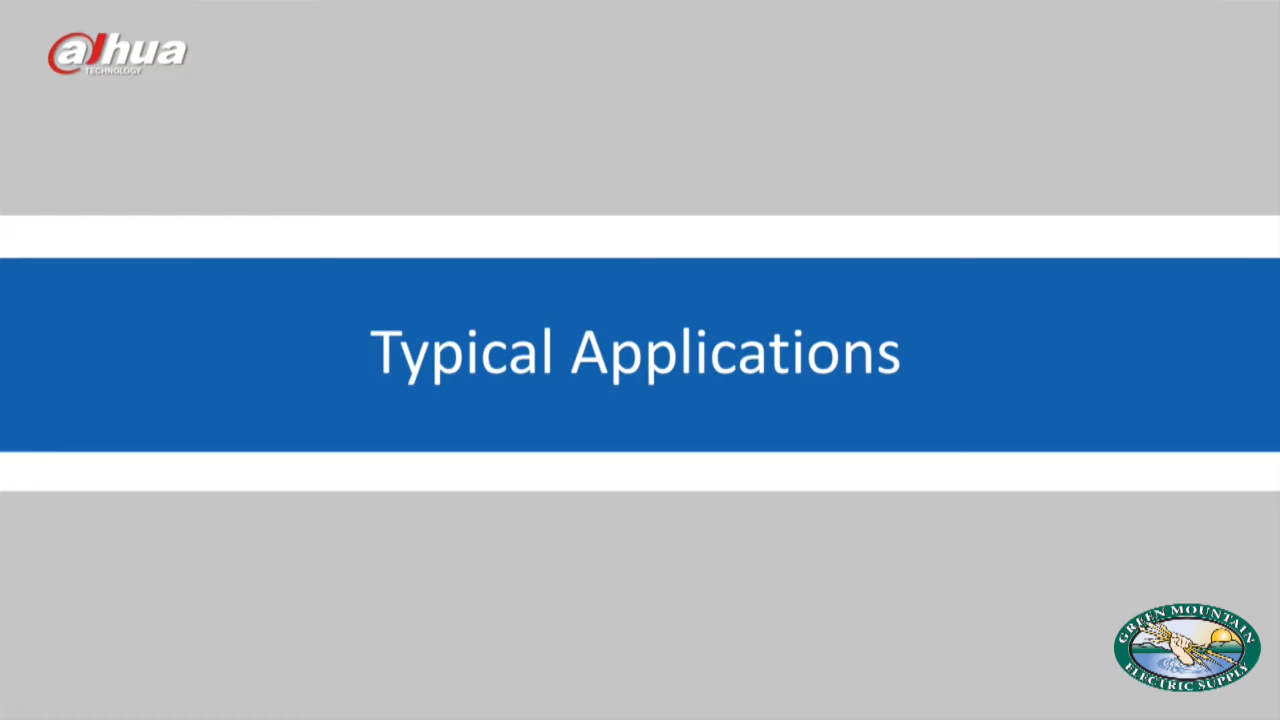 alhua
TECHNOLOGY
Typical Applications
GREEN MOUNTAIN
ELECTRIC SUPPLY